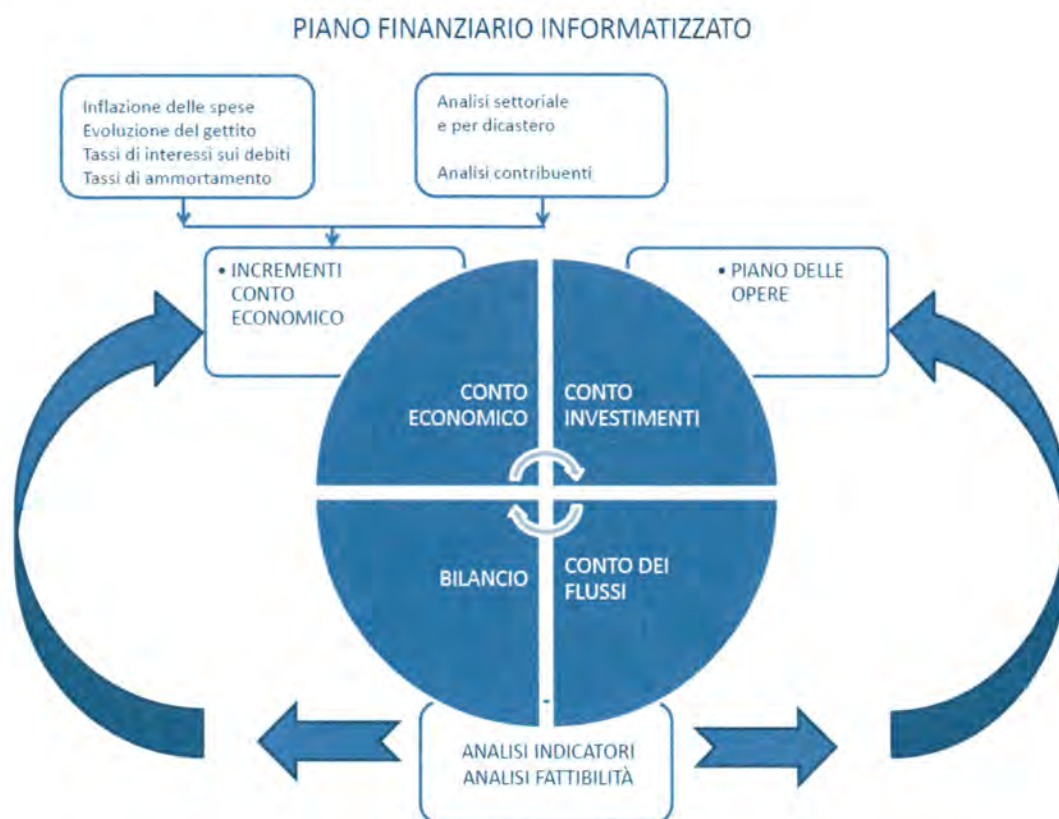 PIANO FINANZIARIO INFORMATIZZATO
Inflazione delle spese
Evoluzione del gettito
Tassi di interessi sui debiti
Tassi di ammortamento
Analisi settoriale
e per dicastero
Analisi contribuenti
• INCREMENTI
CONTO
ECONOMICO
• PIANO DELLE
OPERE
CONTO
ECONOMICO
CONTO
INVESTIMENTI
BILANCIO
CONTO DEI
FLUSSI
ANALISI INDICATORI
ANALISI FATTIBILITÀ